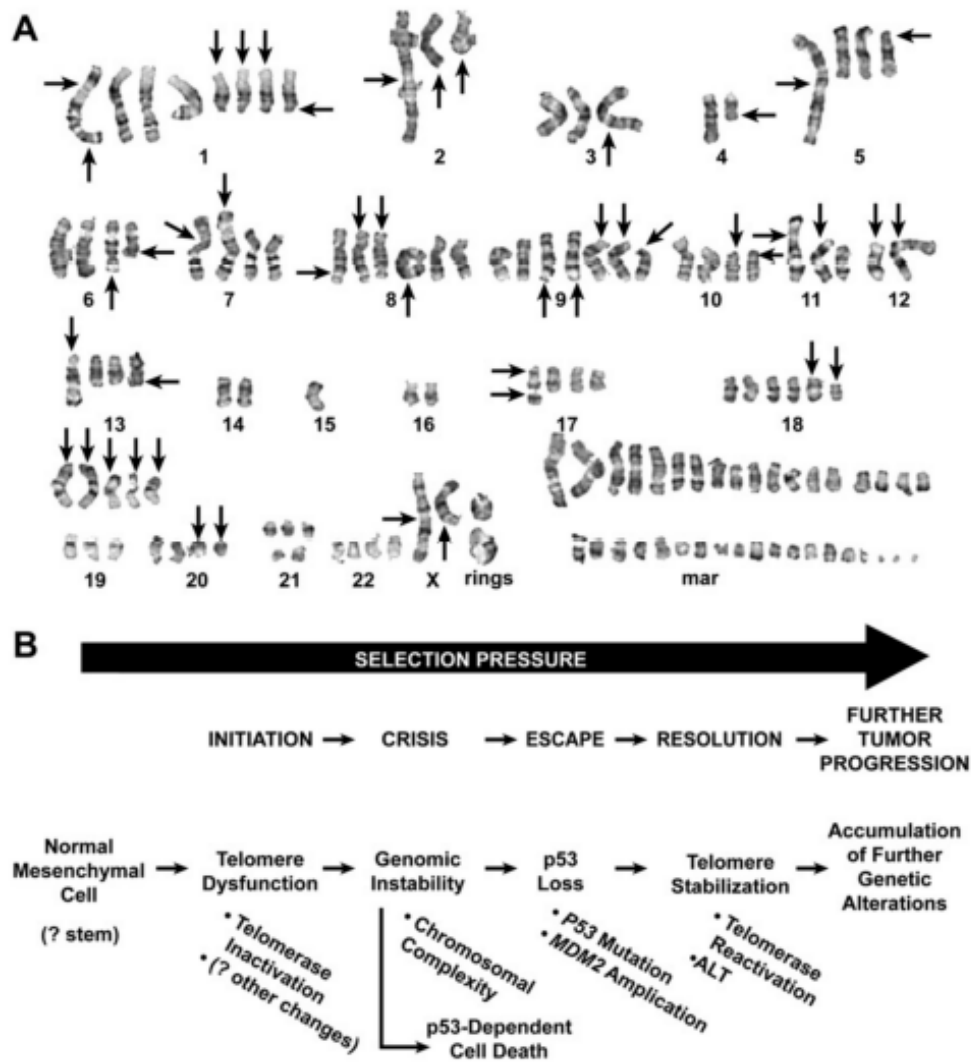 A
1 2 3 4 5
6 7 8 9 10 11 12
13 14 15 16 17 18
19 20 21 22 X rings mar
B
SELECTION PRESSURE
INITIATION CRISIS ESCAPE RESOLUTION FURTHER
TUMOR
PROGRESSION
Normal
Mesenchymal
Cell
(? stem)
Telomere
Dysfunction
• Telomerase
Inactivation
• (? other changes)
Genomic
Instability
• Chromosomal
Complexity
p53-Dependent
Cell Death
p53
Loss
• P53 Mutation
• MDM2 Amplication
Telomere
Stabilization
• Telomerase
Reactivation
•ALT
Accumulation
of Further
Genetic
Alterations